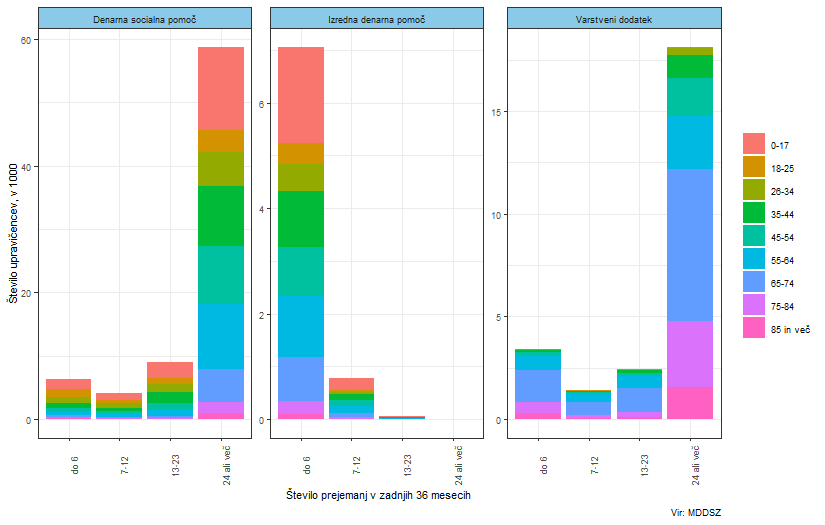 Denarna socialna pomoč
Izredna denarna pomoč
Varstveni dodatek
Število upravičencev, v 1000
60
40
20
0
6
4
2
0
15
10
5
0
do 6
7-12
13-23
24 ali več
do 6
7-12
13-23
24 ali več
do 6
7-12
13-23
24 ali več
Število prejemanj v zadnjih 36 mesecih
0-17
18-25
26-34
35-44
45-54
55-64
65-74
75-84
85 in več
Vir: MDDSZ